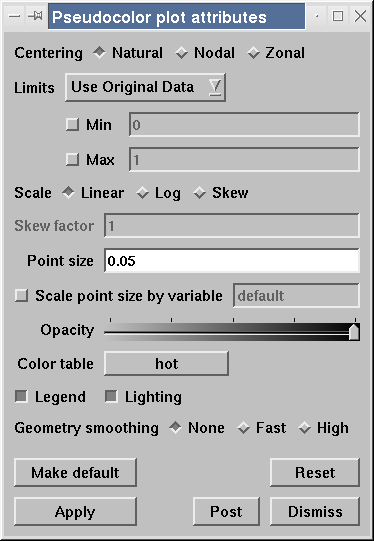 Pseudocolor plot attributes
Centering Natural Nodal Zonal
Limits Use Original Data
Min 0
Max 1
Scale Linear Log Skew
Skew factor 1
Point size 0.05
Scale point size by variable default
Opacity
Color table hot
Legend Lighting
Geometry smoothing None Fast High
Make default Reset
Apply Post Dismiss